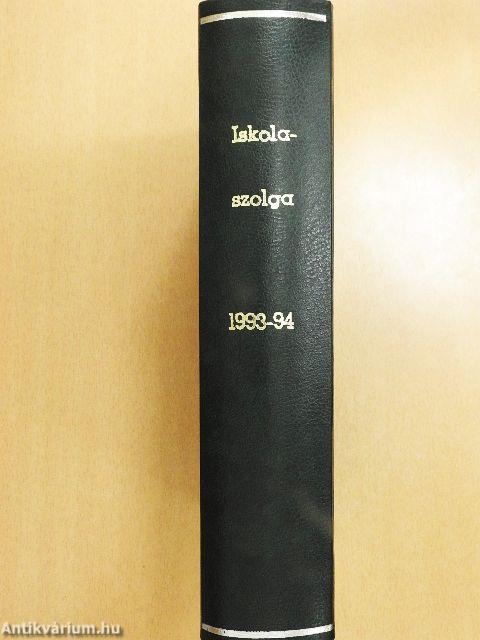 Iskola-
szolga
1993-94
Antikvárium.hu